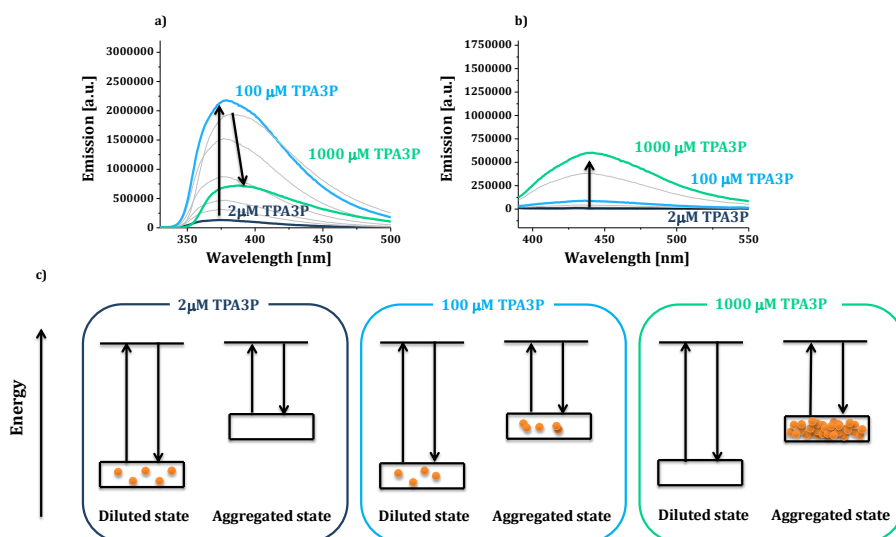 a)
3000000
2500000
2000000
1500000
1000000
500000
0
Emission [a.u.]
100 µM TPA3P
1000 µM TPA3P
2µM TPA3P
350
400
450
500
Wavelength [nm]
b)
1750000
1500000
1250000
1000000
750000
500000
250000
0
Emission [a.u.]
1000 µM TPA3P
100 µM TPA3P
2µM TPA3P
400
450
500
550
Wavelength [nm]
c)
Energy
2µM TPA3P
Diluted state
Aggregated state
100 µM TPA3P
Diluted state
Aggregated state
1000 µM TPA3P
Diluted state
Aggregated state